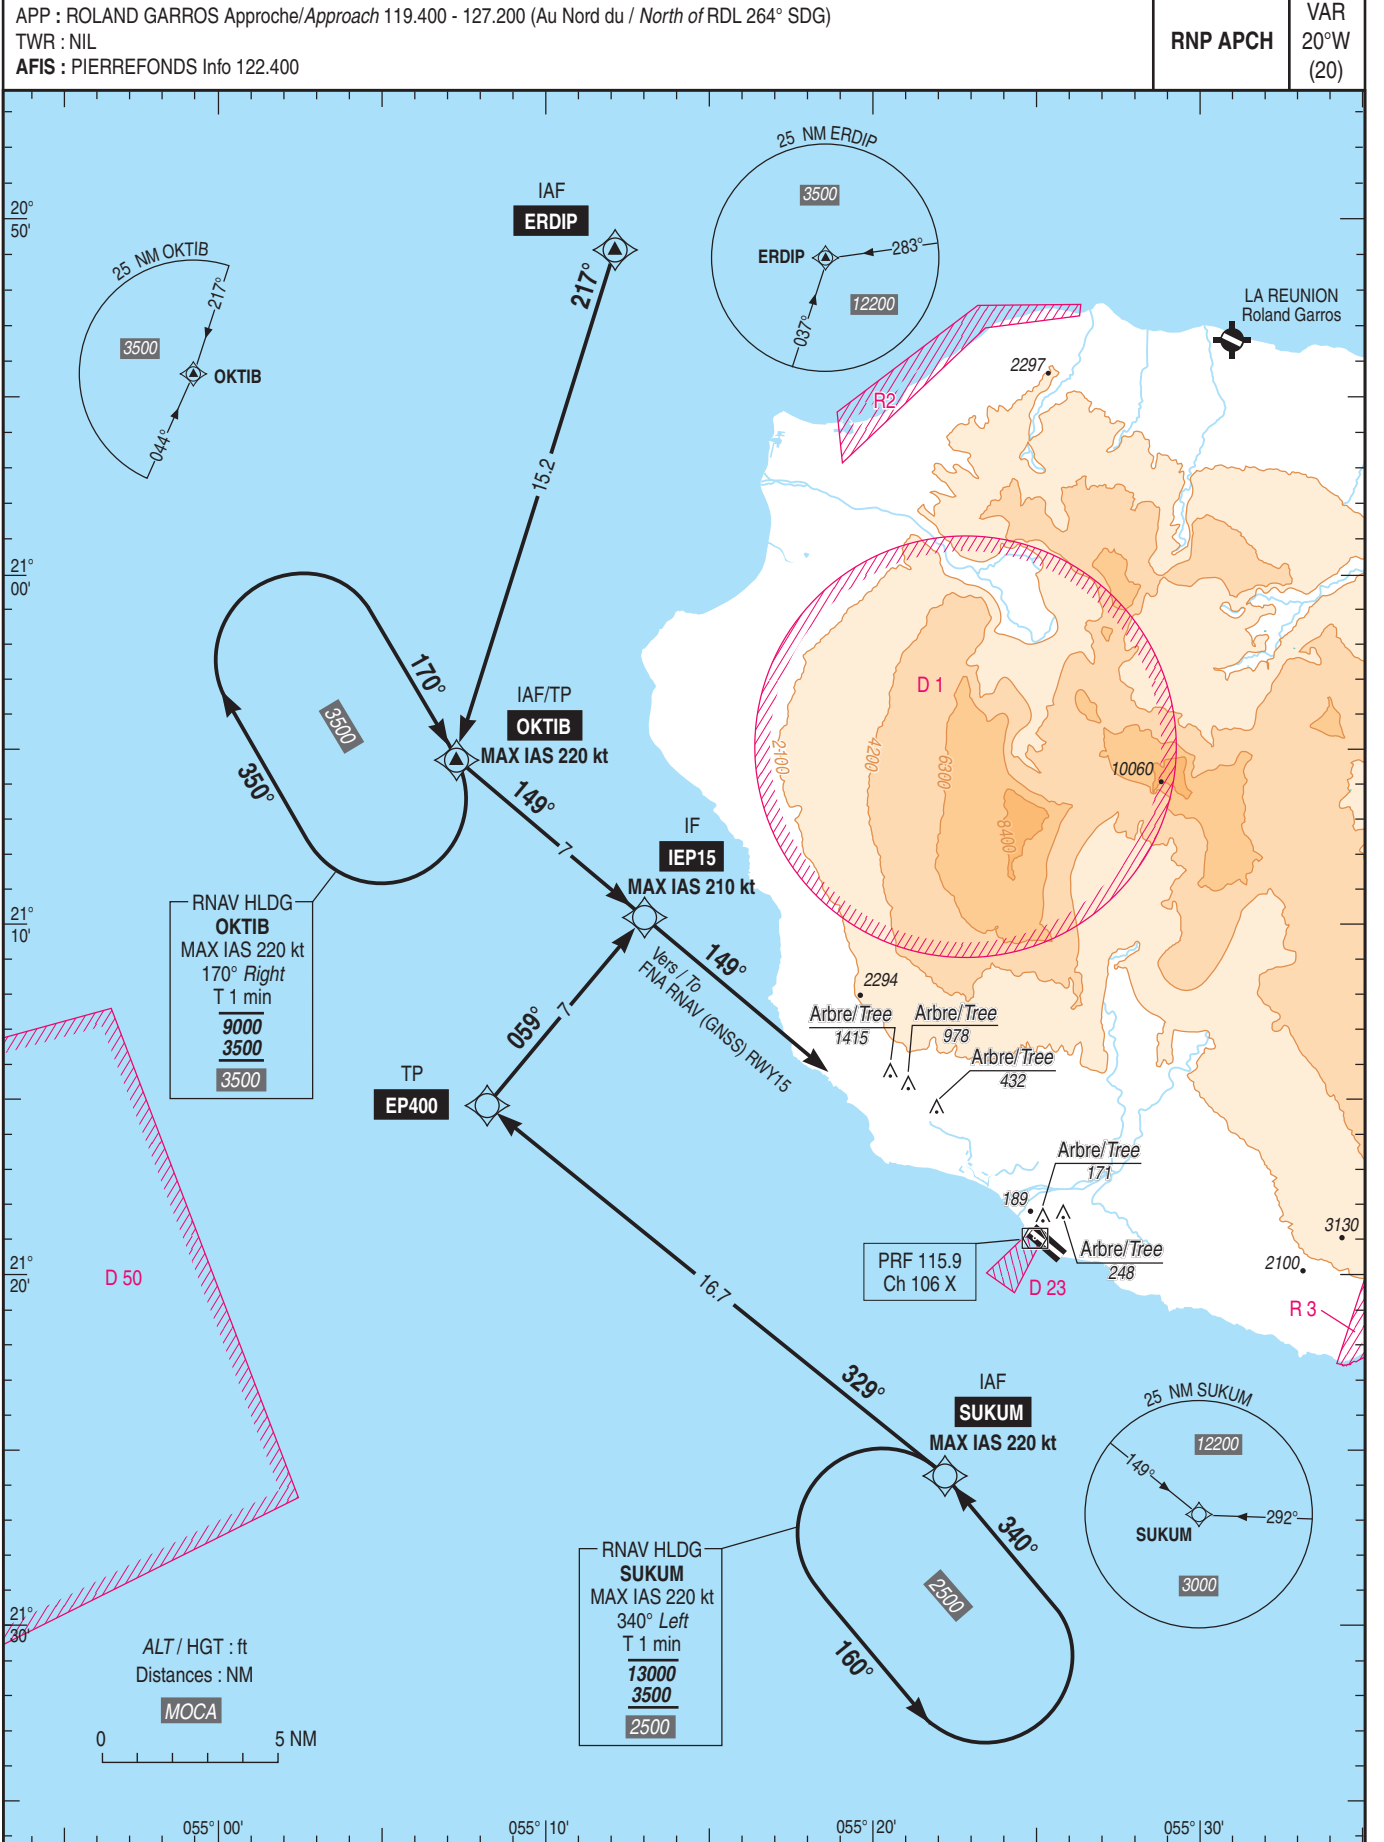 APP : ROLAND GARROS Approche/Approach 119.400 - 127.200 (Au Nord du / North of RDL 264° SDG)
TWR : NIL
AFIS : PIERREFONDS Info 122.400
RNP APCH
VAR
20°W
(20)
25 NM ERDIP
3500
ERDIP
283°
12200
037°
IAF
ERDIP
217°
20°
50'
25 NM OKTIB
217°
3500
OKTIB
044°
LA REUNION
Roland Garros
2297
R2
15.2
21°
00'
170°
3500
350°
IAF/TP
OKTIB
MAX IAS 220 kt
149°
7
D 1
2100
4200
6300
8400
10060
IF
IEP15
MAX IAS 210 kt
RNAV HLDG
OKTIB
MAX IAS 220 kt
170° Right
T 1 min
9000
3500
3500
21°
10'
149°
Vers / To
FNA RNAV (GNSS) RWY15
059°
7
2294
Arbre/Tree
1415
Arbre/Tree
978
Arbre/Tree
432
TP
EP400
Arbre/Tree
171
189
Arbre/Tree
248
PRF 115.9
Ch 106 X
D 23
3130
2100
R 3
21°
20'
D 50
16.7
329°
IAF
SUKUM
MAX IAS 220 kt
25 NM SUKUM
12200
149°
292°
SUKUM
3000
340°
2500
160°
RNAV HLDG
SUKUM
MAX IAS 220 kt
340° Left
T 1 min
13000
3500
2500
21°
30'
ALT / HGT : ft
Distances : NM
MOCA
0 5 NM
055° 00'
055° 10'
055° 20'
055° 30'